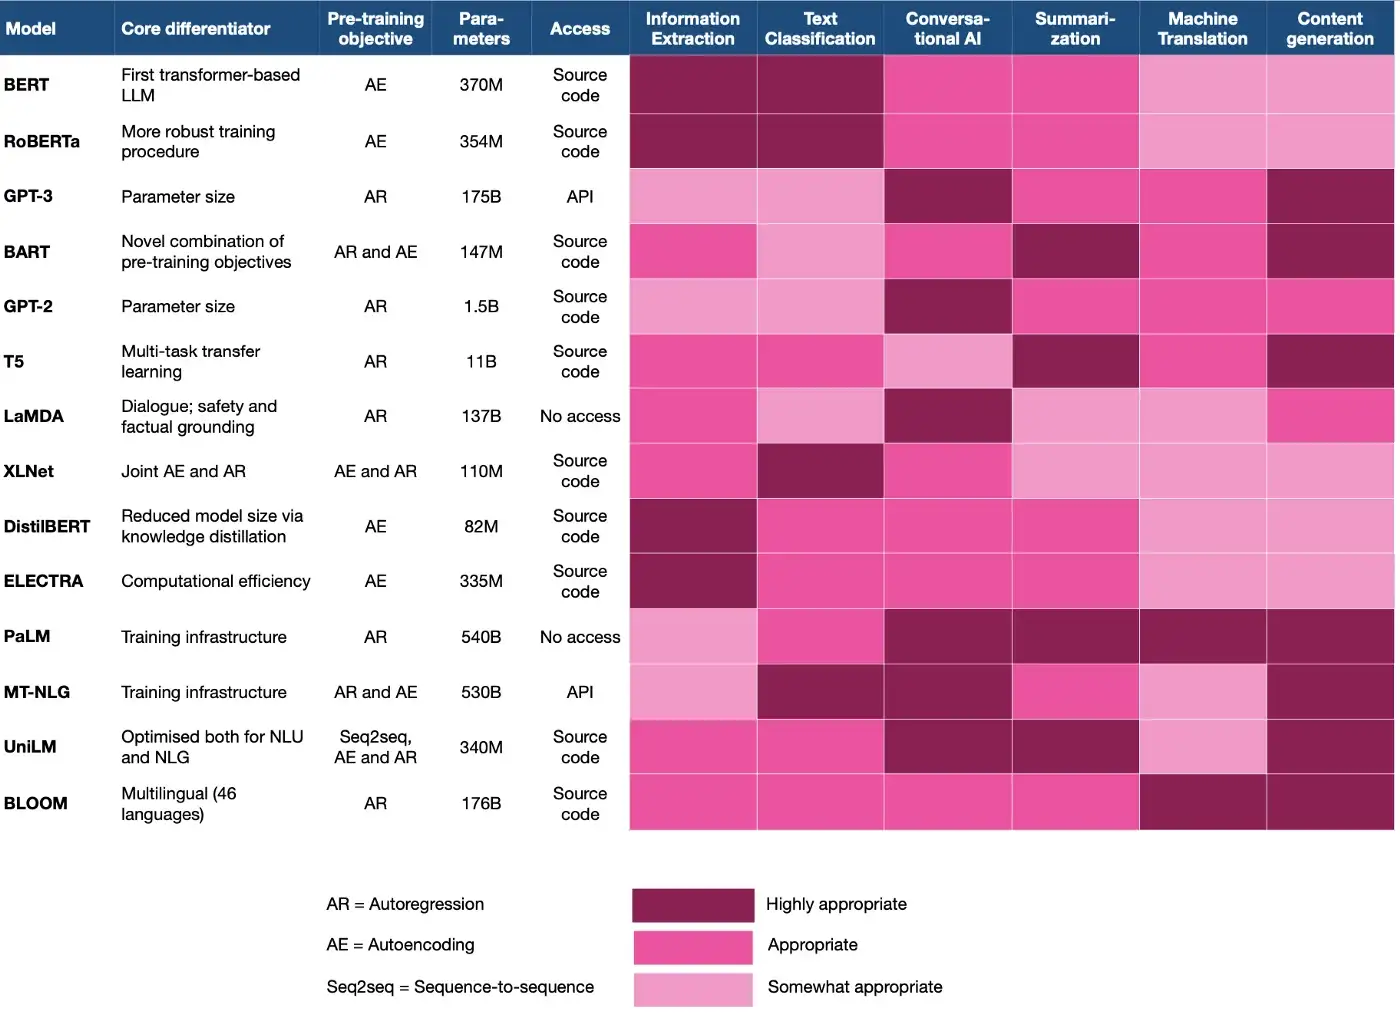 Model Core differentiator Pre-training objective Para-meters Access Information Extraction Text Classification Conversa-tional AI Summari-zation Machine Translation Content generation
BERT First transformer-based LLM AE 370M Source code
RoBERTa More robust training procedure AE 354M Source code
GPT-3 Parameter size AR 175B API
BART Novel combination of pre-training objectives AR and AE 147M Source code
GPT-2 Parameter size AR 1.5B Source code
T5 Multi-task transfer learning AR 11B Source code
LaMDA Dialogue; safety and factual grounding AR 137B No access
XLNet Joint AE and AR AE and AR 110M Source code
DistilBERT Reduced model size via knowledge distillation AE 82M Source code
ELECTRA Computational efficiency AE 335M Source code
PaLM Training infrastructure AR 540B No access
MT-NLG Training infrastructure AR and AE 530B API
UniLM Optimised both for NLU and NLG Seq2seq, AE and AR 340M Source code
BLOOM Multilingual (46 languages) AR 176B Source code
AR = Autoregression Highly appropriate
AE = Autoencoding Appropriate
Seq2seq = Sequence-to-sequence Somewhat appropriate